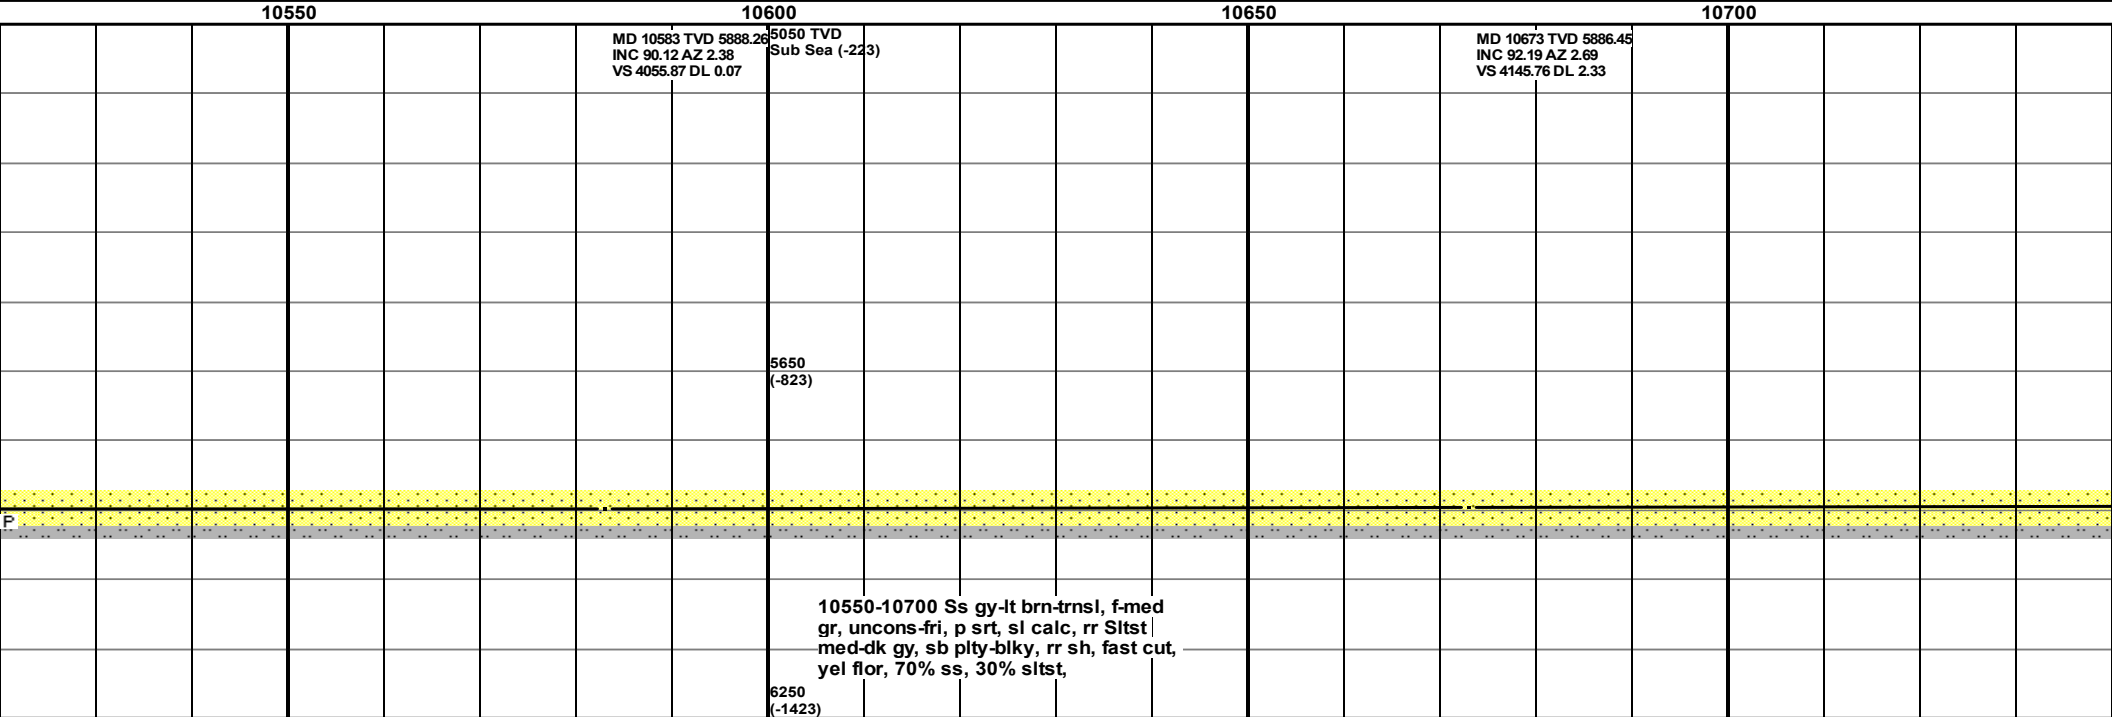 10550 10600 10650 10700
MD 10583 TVD 5888.26
INC 90.12 AZ 2.38
VS 4055.87 DL 0.07
5050 TVD
Sub Sea (-223)
MD 10673 TVD 5886.45
INC 92.19 AZ 2.69
VS 4145.76 DL 2.33
5650
(-823)
P
10550-10700 Ss gy-lt brn-trnsl, f-med
gr, uncons-fri, p srt, sl calc, rr Sltst
med-dk gy, sb plty-blky, rr sh, fast cut,
yel flor, 70% ss, 30% sltst,
6250
(-1423)